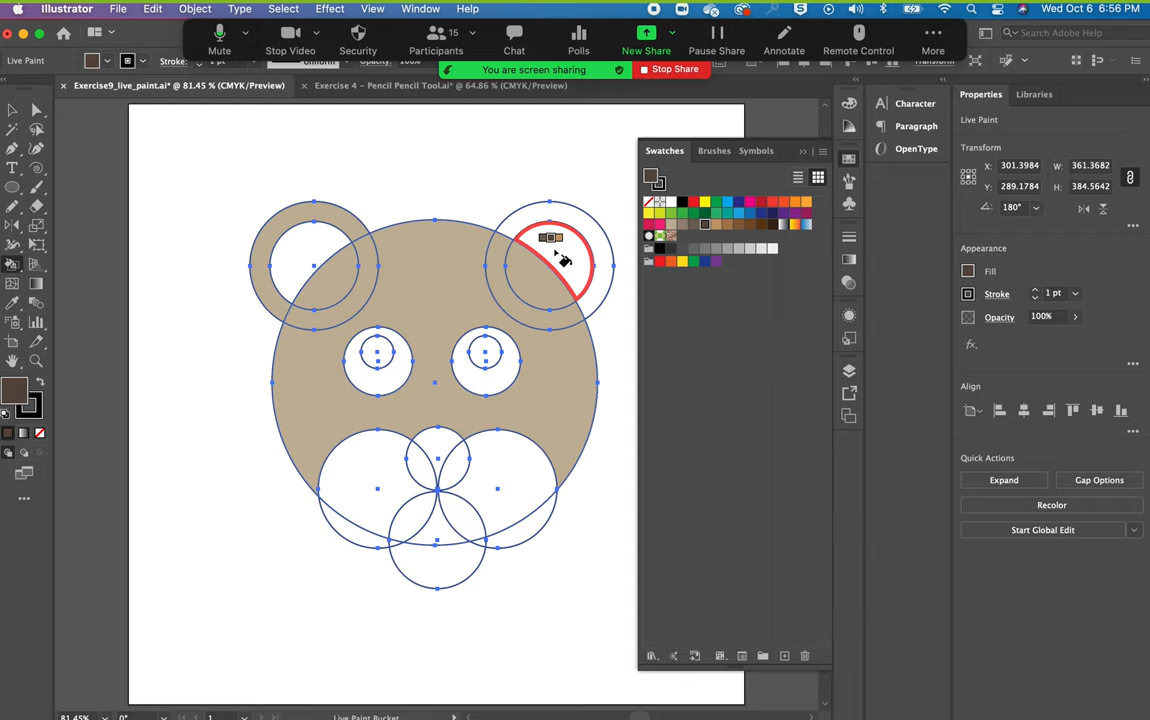 Illustrator File Edit Object Type Select Effect View Window Help
Wed Oct 6 6:56 PM
Mute Stop Video Security Participants 15 Chat Polls New Share Pause Share Annotate Remote Control More
You are screen sharing Stop Share
Search Adobe Help
Live Paint Stroke:
Exercise9_live_paint.ai* @ 81.45 % (CMYK/Preview)
Exercise 4 – Pencil Pencil Tool.ai* @ 64.86 % (CMYK/Preview)
Swatches Brushes Symbols
Character
Paragraph
OpenType
Properties Libraries
Live Paint
Transform
X: 301.3984 W: 361.3682
Y: 289.1784 H: 384.5642
180°
Appearance
Fill
Stroke 1 pt
Opacity 100%
fx.
Align
Quick Actions
Expand Gap Options
Recolor
Start Global Edit
81.45% 0° 1 Live Paint Bucket